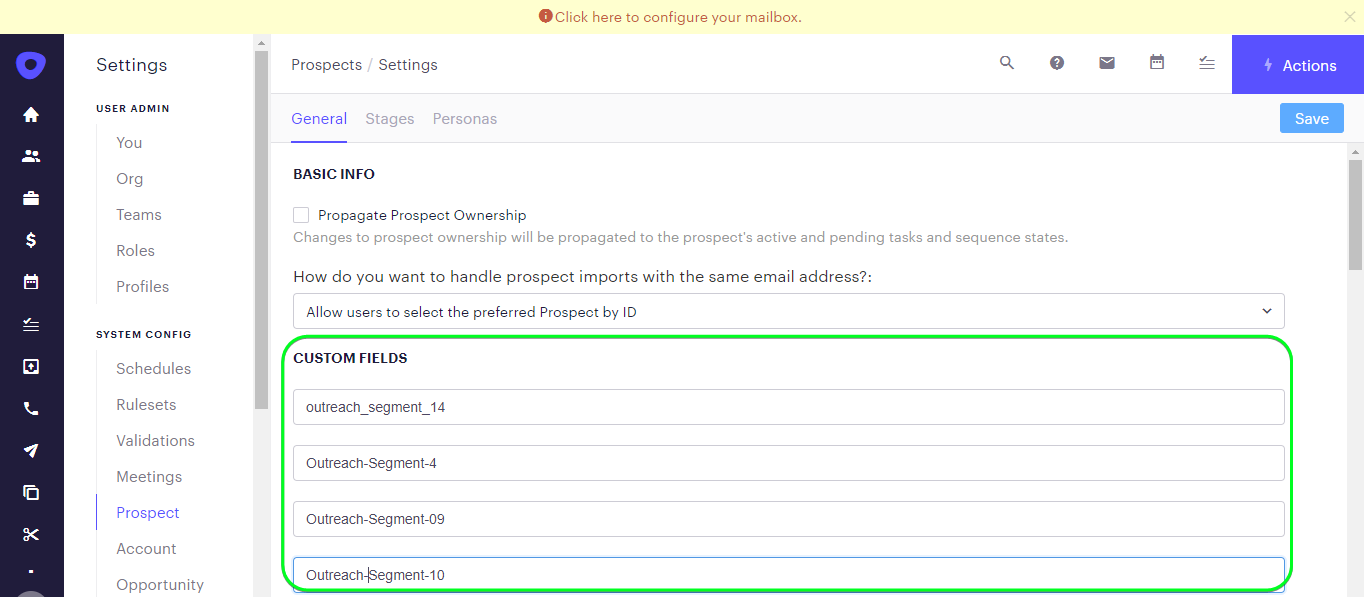 Click here to configure your mailbox.
Settings
USER ADMIN
You
Org
Teams
Roles
Profiles
SYSTEM CONFIG
Schedules
Rulesets
Validations
Meetings
Prospect
Account
Opportunity
Prospects / Settings
Actions
General Stages Personas
Save
BASIC INFO
Propagate Prospect Ownership
Changes to prospect ownership will be propagated to the prospect's active and pending tasks and sequence states.
How do you want to handle prospect imports with the same email address?:
Allow users to select the preferred Prospect by ID
CUSTOM FIELDS
outreach_segment_14
Outreach-Segment-4
Outreach-Segment-09
Outreach-Segment-10